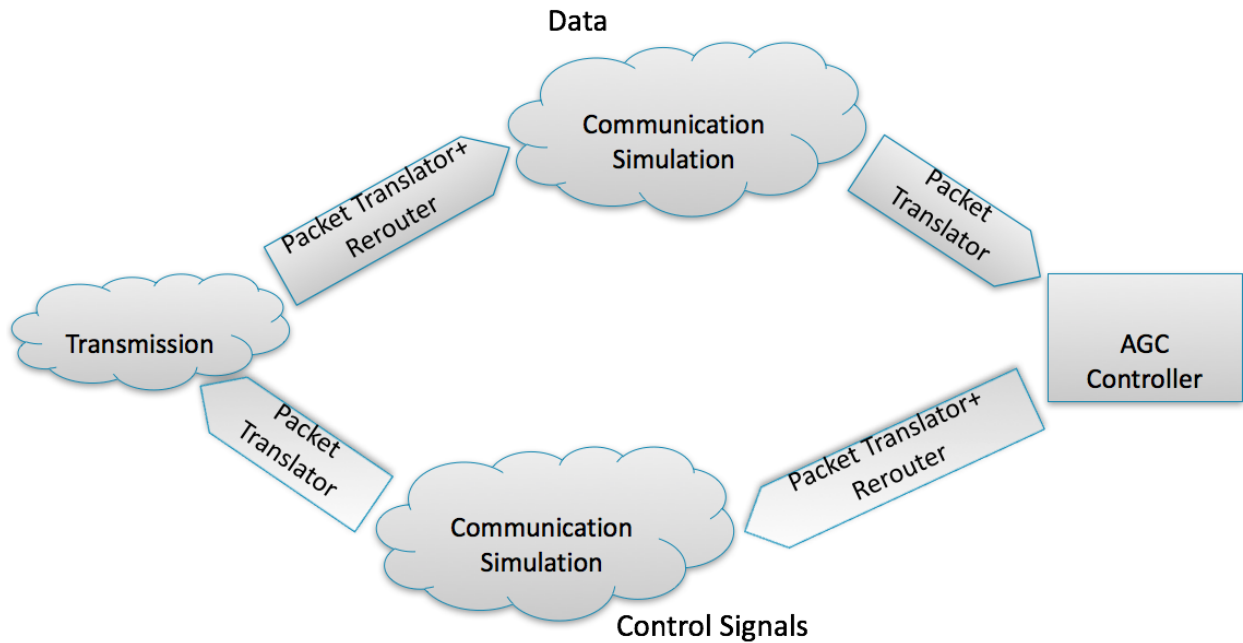 Data
Communication
Simulation
Packet Translator+
Rerouter
Packet
Translator
Transmission
AGC
Controller
Packet
Translator
Packet Translator+
Rerouter
Communication
Simulation
Control Signals